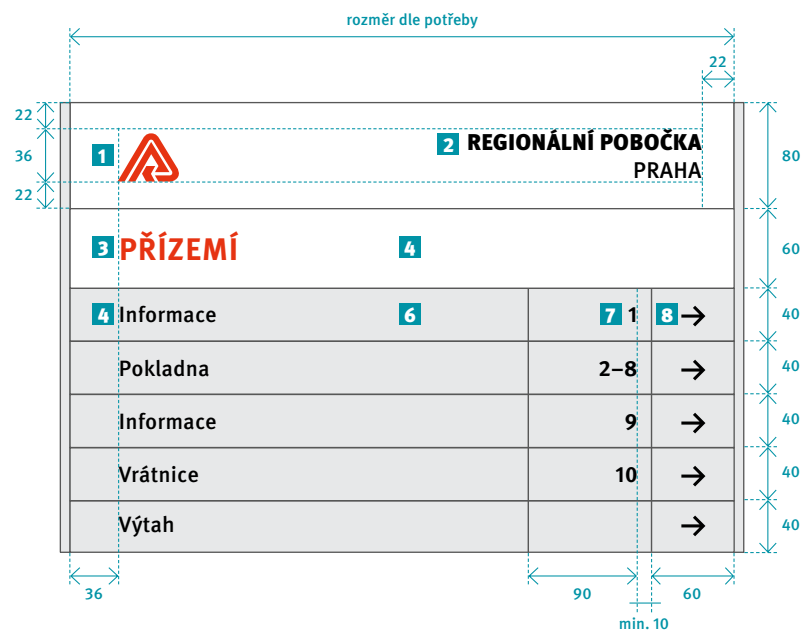 rozměr dle potřeby
22
22
36
22
1
2 REGIONÁLNÍ POBOČKA
PRAHA
80
3 PŘÍZEMÍ
4
60
4 Informace
6
7 1
8 →
40
Pokladna
2–8 →
40
Informace
9 →
40
Vrátnice
10 →
40
Výtah
→
40
36
90
60
min. 10